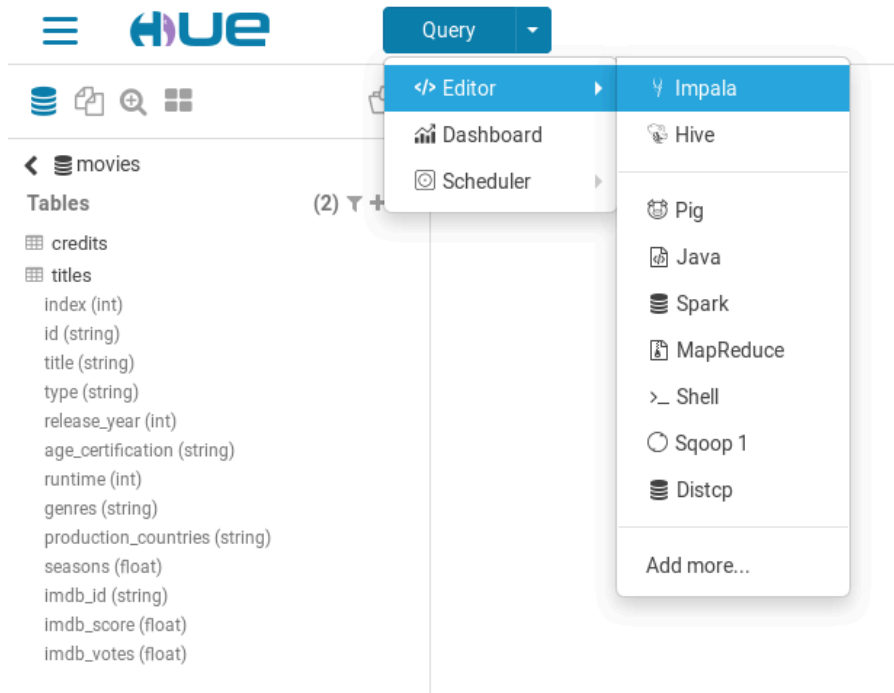 HUE
Query
</> Editor
Dashboard
Scheduler
Impala
Hive
Pig
Java
Spark
MapReduce
>_ Shell
Sqoop 1
Distcp
Add more...
movies
Tables (2)
credits
titles
index (int)
id (string)
title (string)
type (string)
release_year (int)
age_certification (string)
runtime (int)
genres (string)
production_countries (string)
seasons (float)
imdb_id (string)
imdb_score (float)
imdb_votes (float)